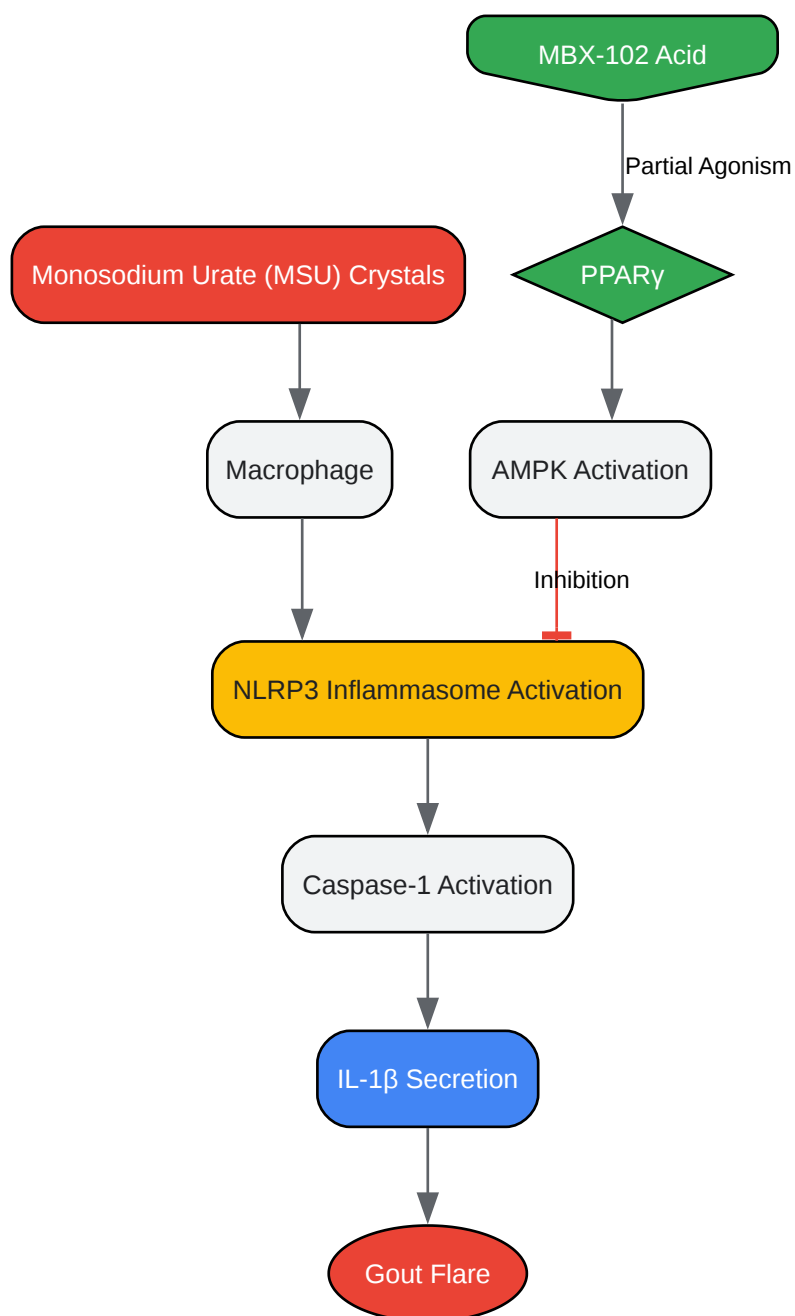 MBX-102 Acid
Partial Agonism
Monosodium Urate (MSU) Crystals
PPARγ
Macrophage
AMPK Activation
Inhibition
NLRP3 Inflammasome Activation
Caspase-1 Activation
IL-1β Secretion
Gout Flare